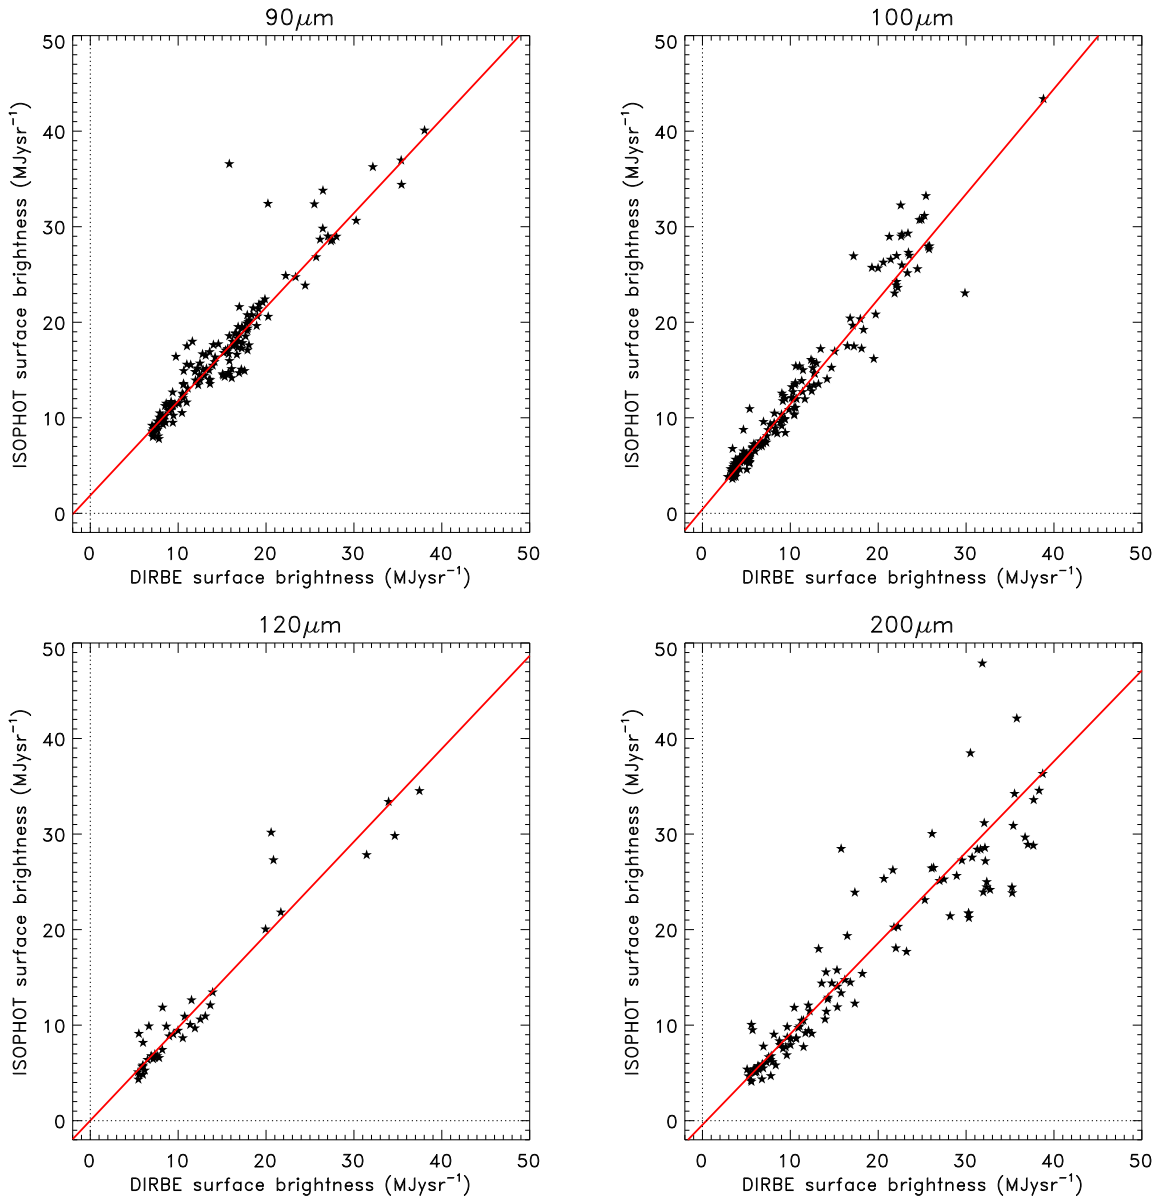 90μm
50
40
30
20
10
0
ISOPHOT surface brightness (MJysr⁻¹)
0 10 20 30 40 50
DIRBE surface brightness (MJysr⁻¹)
100μm
50
40
30
20
10
0
ISOPHOT surface brightness (MJysr⁻¹)
0 10 20 30 40 50
DIRBE surface brightness (MJysr⁻¹)
120μm
50
40
30
20
10
0
ISOPHOT surface brightness (MJysr⁻¹)
0 10 20 30 40 50
DIRBE surface brightness (MJysr⁻¹)
200μm
50
40
30
20
10
0
ISOPHOT surface brightness (MJysr⁻¹)
0 10 20 30 40 50
DIRBE surface brightness (MJysr⁻¹)